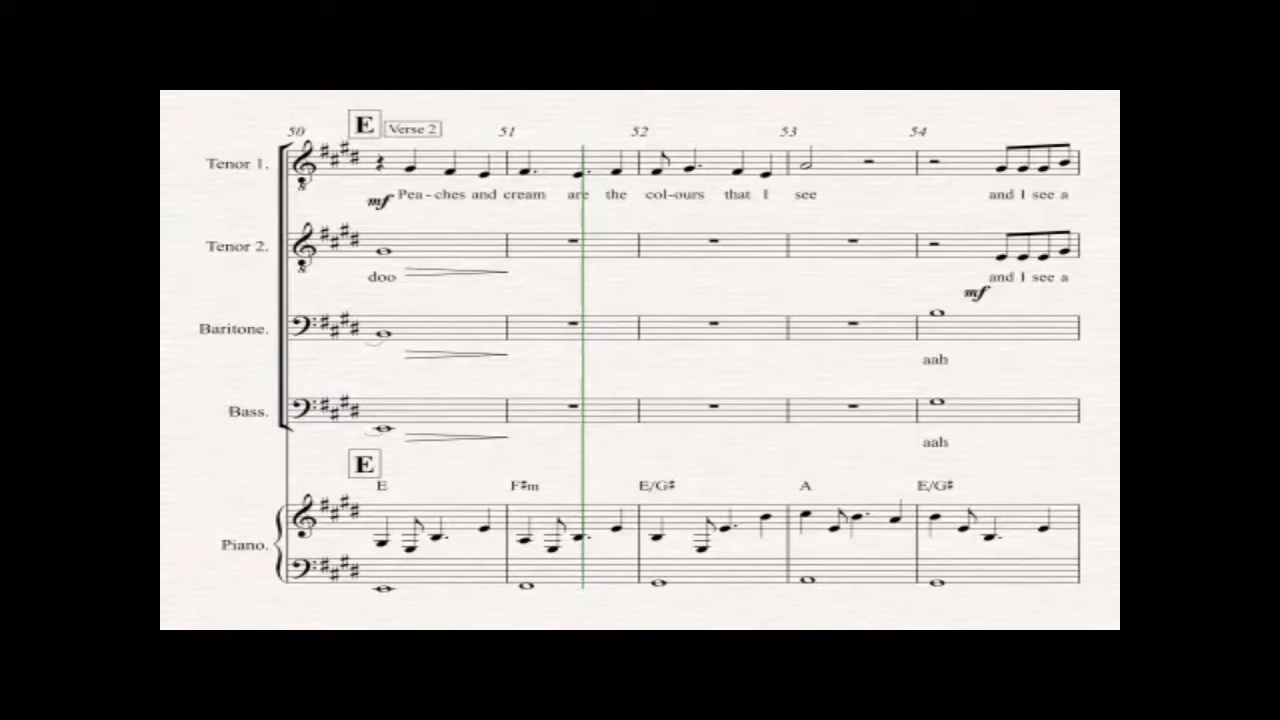 E Verse 2
50 51 52 53 54
Tenor 1.
mf Pea-ches and cream are the col-ours that I see and I see a
Tenor 2.
doo and I see a
mf
Baritone.
aah
Bass.
aah
E
E F♯m E/G♯ A E/G♯
Piano.